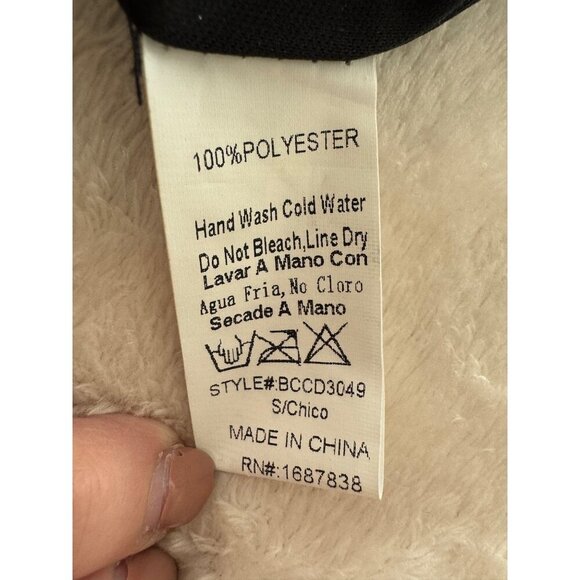 100%POLYESTER
Hand Wash Cold Water
Do Not Bleach,Line Dry
Lavar A Mano Con
Agua Fria,No Cloro
Secade A Mano
STYLE#:BCCD3049
S/Chico
MADE IN CHINA
RN#:1687838